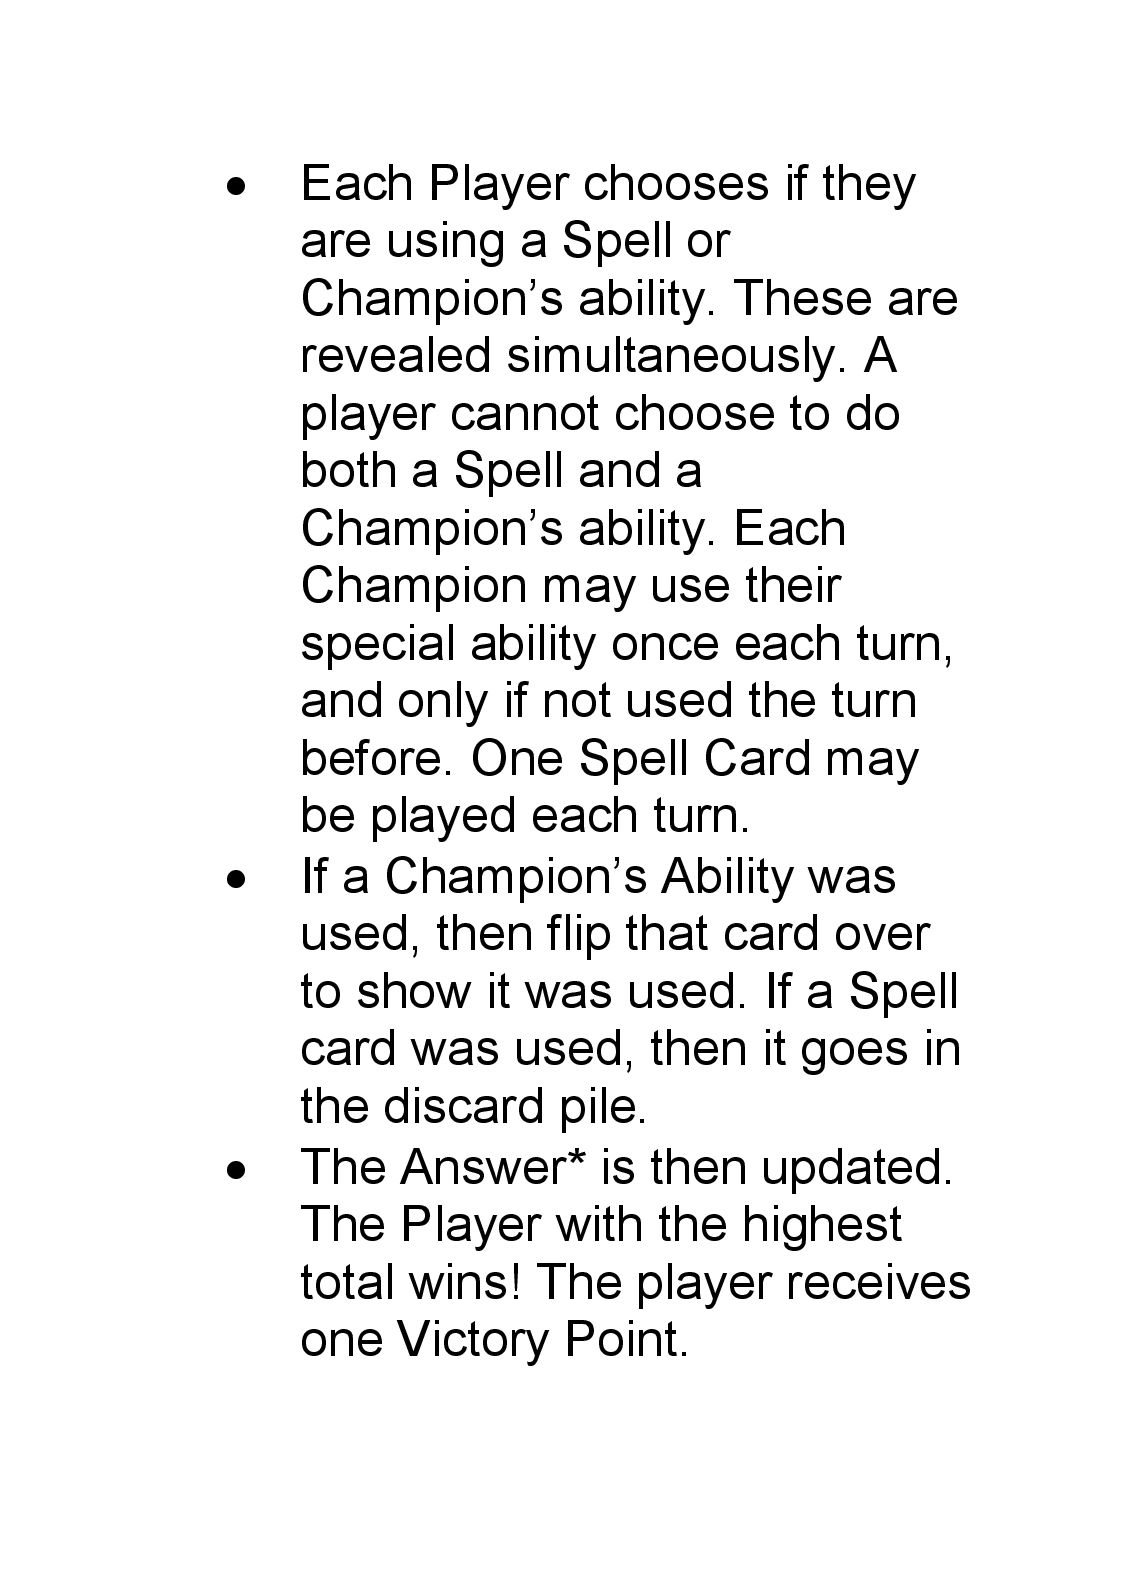 • Each Player chooses if they
are using a Spell or
Champion’s ability. These are
revealed simultaneously. A
player cannot choose to do
both a Spell and a
Champion’s ability. Each
Champion may use their
special ability once each turn,
and only if not used the turn
before. One Spell Card may
be played each turn.
• If a Champion’s Ability was
used, then flip that card over
to show it was used. If a Spell
card was used, then it goes in
the discard pile.
• The Answer* is then updated.
The Player with the highest
total wins! The player receives
one Victory Point.